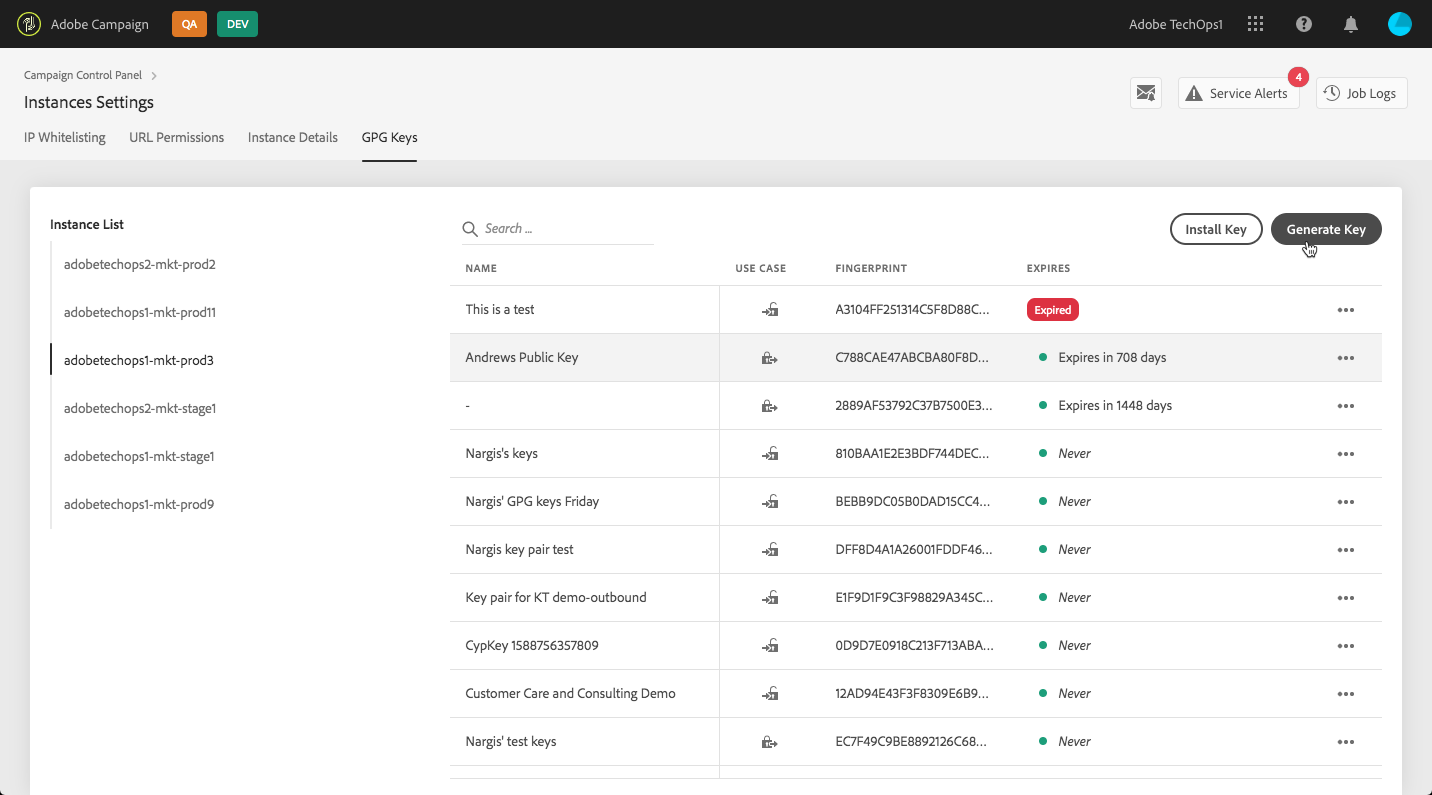 Adobe Campaign QA DEV Adobe TechOps1
Campaign Control Panel
Instances Settings
4
Service Alerts Job Logs
IP Whitelisting URL Permissions Instance Details GPG Keys
Instance List
adobetechops2-mkt-prod2
adobetechops1-mkt-prod11
adobetechops1-mkt-prod3
adobetechops2-mkt-stage1
adobetechops1-mkt-stage1
adobetechops1-mkt-prod9
Search ... Install Key Generate Key
NAME USE CASE FINGERPRINT EXPIRES
This is a test A3104FF251314C5F8D88C... Expired
Andrews Public Key C788CAE47ABCBA80F8D... Expires in 708 days
- 2889AF53792C37B7500E3... Expires in 1448 days
Nargis's keys 810BAA1E2E3BDF744DEC... Never
Nargis' GPG keys Friday BEBB9DC05B0DAD15CC4... Never
Nargis key pair test DFF8D4A1A26001FDDF46... Never
Key pair for KT demo-outbound E1F9D1F9C3F98829A345C... Never
CypKey 1588756357809 0D9D7E0918C213F713ABA... Never
Customer Care and Consulting Demo 12AD94E43F3F8309E6B9... Never
Nargis' test keys EC7F49C9BE8892126C68... Never